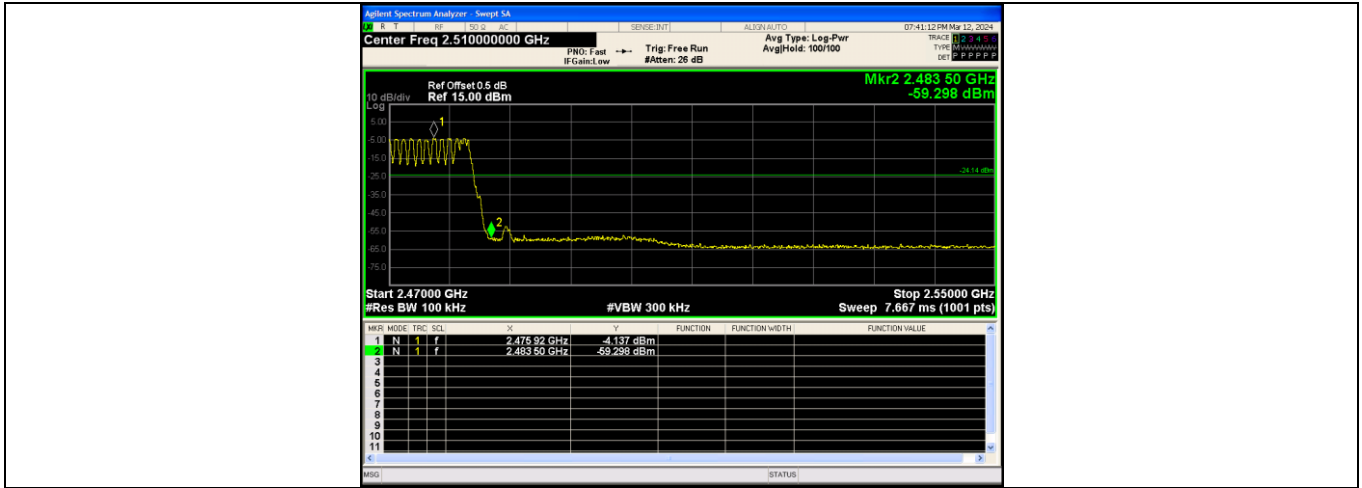 Agilent Spectrum Analyzer - Swept SA
R T RF 50 Ω AC SENSE:INT ALIGN AUTO 07:41:12 PM Mar 12, 2024
Center Freq 2.510000000 GHz
Avg Type: Log-Pwr
TRACE 1 2 3 4 5 6
PNO: Fast Trig: Free Run Avg|Hold: 100/100
TYPE M
IFGain:Low #Atten: 26 dB
DET P P P P P P
Mkr2 2.483 50 GHz
-59.298 dBm
Ref Offset 0.5 dB
10 dB/div Ref 15.00 dBm
Log
1
5.00
-5.00
-15.0
-24.14 dBm
-25.0
-35.0
-45.0
2
-55.0
-65.0
-75.0
Start 2.47000 GHz Stop 2.55000 GHz
#Res BW 100 kHz #VBW 300 kHz Sweep 7.667 ms (1001 pts)
MKR MODE TRC SCL X Y FUNCTION FUNCTION WIDTH FUNCTION VALUE
1 N 1 f 2.475 92 GHz -4.137 dBm
2 N 1 f 2.483 50 GHz -59.298 dBm
3
4
5
6
7
8
9
10
11
MSG STATUS